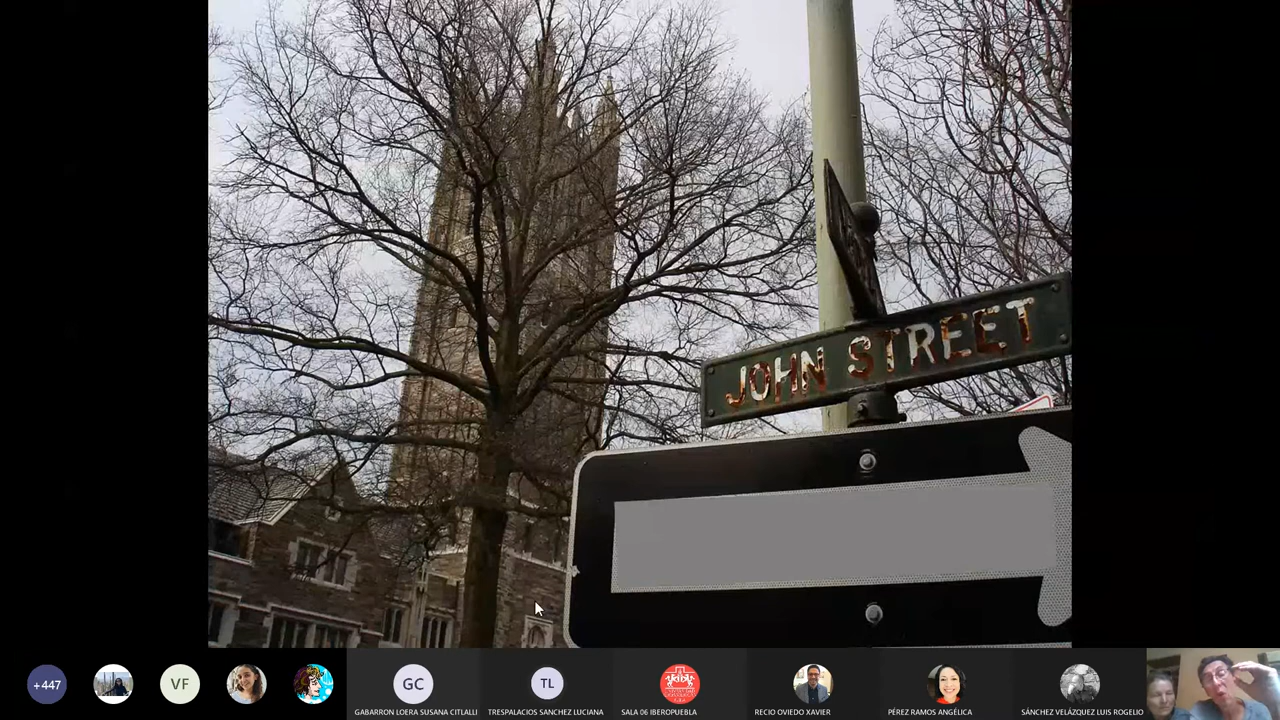 JOHN STREET
+447
VF
GC
TL
GABARRON LOERA SUSANA CITLALLI
TRESPALACIOS SANCHEZ LUCIANA
SALA 06 IBEROPUEBLA
RECIO OVIEDO XAVIER
PÉREZ RAMOS ANGÉLICA
SÁNCHEZ VELÁZQUEZ LUIS ROGELIO